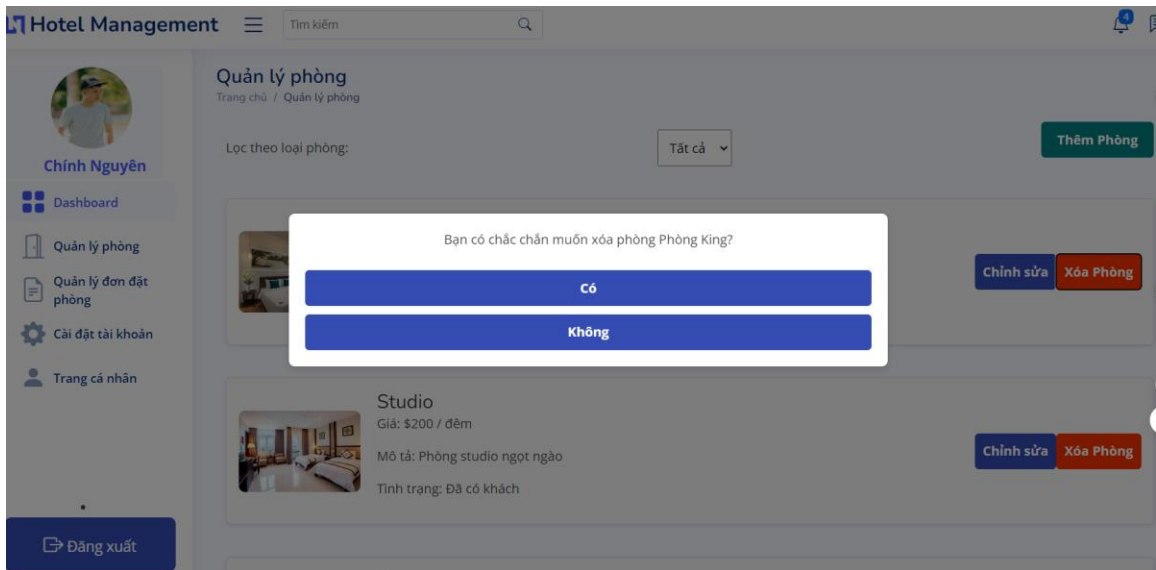 Hotel Management
Tìm kiếm
4
Chính Nguyên
Dashboard
Quản lý phòng
Quản lý đơn đặt
phòng
Cài đặt tài khoản
Trang cá nhân
Đăng xuất
Quản lý phòng
Trang chủ / Quản lý phòng
Lọc theo loại phòng:
Tất cả
Thêm Phòng
Bạn có chắc chắn muốn xóa phòng Phòng King?
Có
Không
Chỉnh sửa
Xóa Phòng
Studio
Giá: $200 / đêm
Mô tả: Phòng studio ngọt ngào
Tình trạng: Đã có khách
Chỉnh sửa
Xóa Phòng